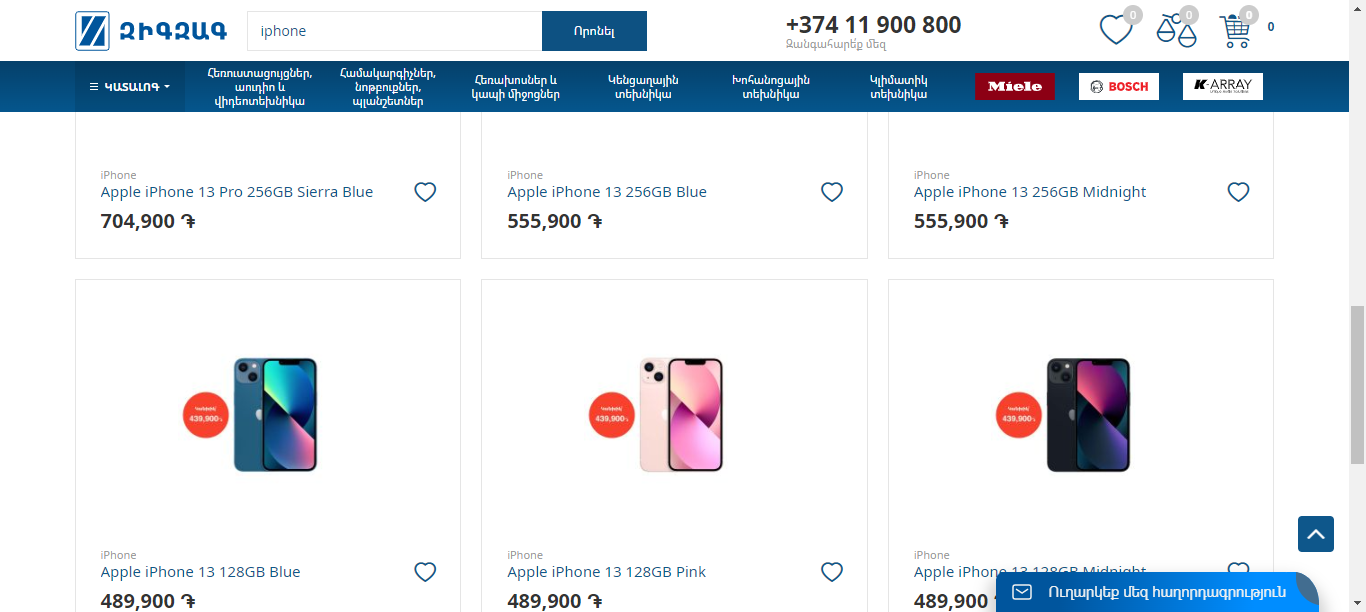 ԶԻԳԶԱԳ
iphone
Որոնել
+374 11 900 800
Զանգահարե՛ք մեզ
0
0
0
0
ԿԱՏԱԼՈԳ
Հեռուստացույցներ, աուդիո և վիդեոտեխնիկա
Համակարգիչներ, նոթբուքներ, պլանշետներ
Հեռախոսներ և կապի միջոցներ
Կենցաղային տեխնիկա
Խոհանոցային տեխնիկա
Կլիմատիկ տեխնիկա
Miele
BOSCH
K-ARRAY
iPhone
Apple iPhone 13 Pro 256GB Sierra Blue
704,900 ֏
iPhone
Apple iPhone 13 256GB Blue
555,900 ֏
iPhone
Apple iPhone 13 256GB Midnight
555,900 ֏
439,900֏
439,900֏
439,900֏
iPhone
Apple iPhone 13 128GB Blue
489,900 ֏
iPhone
Apple iPhone 13 128GB Pink
489,900 ֏
iPhone
Apple iPhone 13 128GB Midnight
489,900
Ուղարկեք մեզ հաղորդագրություն